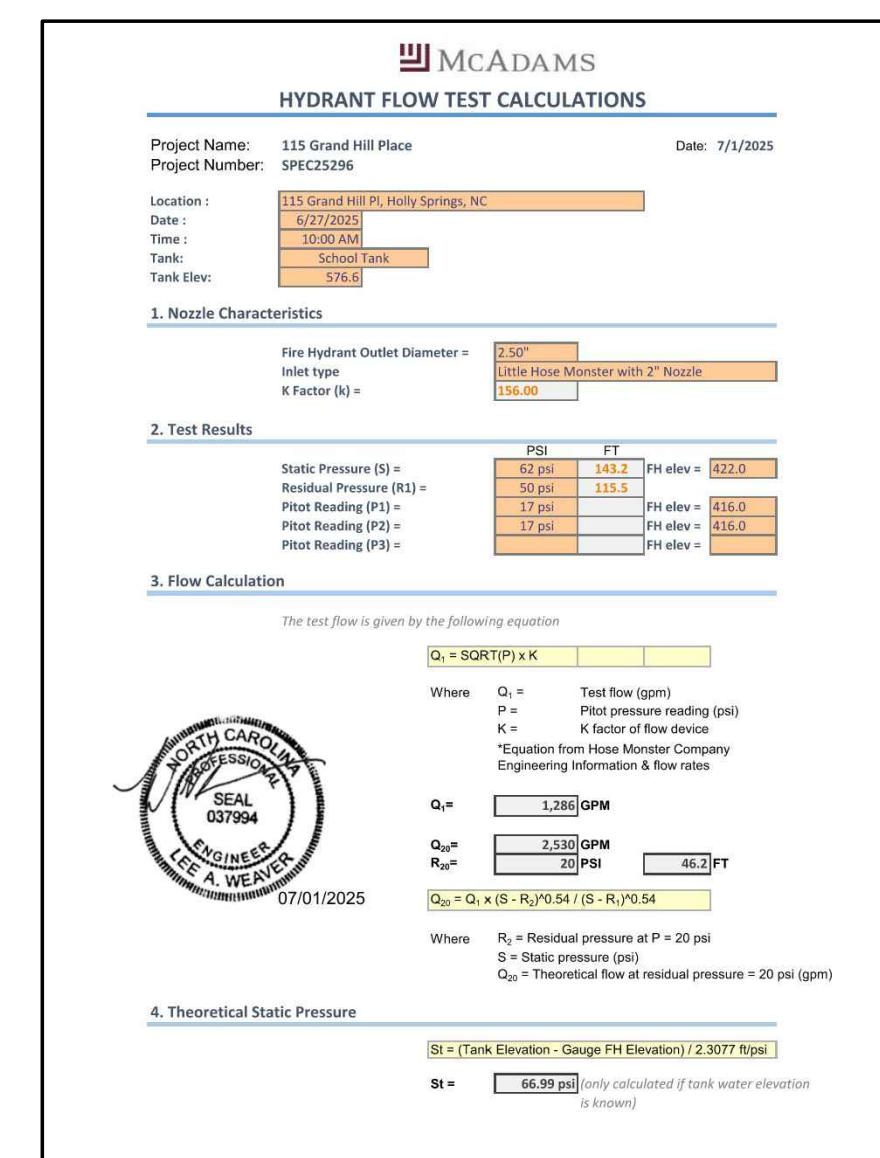 McAdams
HYDRANT FLOW TEST CALCULATIONS
Project Name: 115 Grand Hill Place Date: 7/1/2025
Project Number: SPEC25296
Location : 115 Grand Hill Pl, Holly Springs, NC
Date : 6/27/2025
Time : 10:00 AM
Tank: School Tank
Tank Elev: 576.6
1. Nozzle Characteristics
Fire Hydrant Outlet Diameter = 2.50"
Inlet type Little Hose Monster with 2" Nozzle
K Factor (k) = 156.00
2. Test Results
PSI FT
Static Pressure (S) = 62 psi 143.2 FH elev = 422.0
Residual Pressure (R1) = 50 psi 115.5
Pitot Reading (P1) = 17 psi FH elev = 416.0
Pitot Reading (P2) = 17 psi FH elev = 416.0
Pitot Reading (P3) = FH elev =
3. Flow Calculation
The test flow is given by the following equation
Q₁ = SQRT(P) x K
Where Q₁ = Test flow (gpm)
P = Pitot pressure reading (psi)
K = K factor of flow device
*Equation from Hose Monster Company
Engineering Information & flow rates
NORTH CAROLINA
PROFESSIONAL
SEAL
037994
ENGINEER
LEE A. WEAVER
07/01/2025
Q₁= 1,286 GPM
Q₂₀= 2,530 GPM
R₂₀= 20 PSI 46.2 FT
Q₂₀ = Q₁ x (S - R₂)^0.54 / (S - R₁)^0.54
Where R₂ = Residual pressure at P = 20 psi
S = Static pressure (psi)
Q₂₀ = Theoretical flow at residual pressure = 20 psi (gpm)
4. Theoretical Static Pressure
St = (Tank Elevation - Gauge FH Elevation) / 2.3077 ft/psi
St = 66.99 psi (only calculated if tank water elevation
is known)